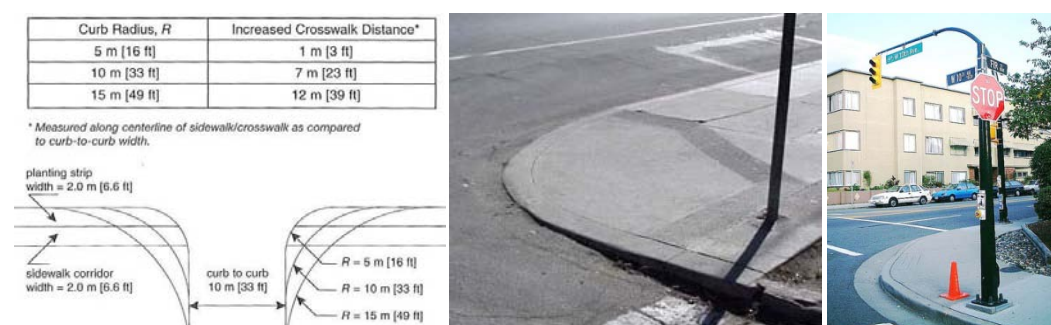 Curb Radius, R Increased Crosswalk Distance*
5 m [16 ft] 1 m [3 ft]
10 m [33 ft] 7 m [23 ft]
15 m [49 ft] 12 m [39 ft]
* Measured along centerline of sidewalk/crosswalk as compared
to curb-to-curb width.
planting strip
width = 2.0 m [6.6 ft]
sidewalk corridor
width = 2.0 m [6.6 ft]
curb to curb
10 m [33 ft]
R = 5 m [16 ft]
R = 10 m [33 ft]
R = 15 m [49 ft]
STOP